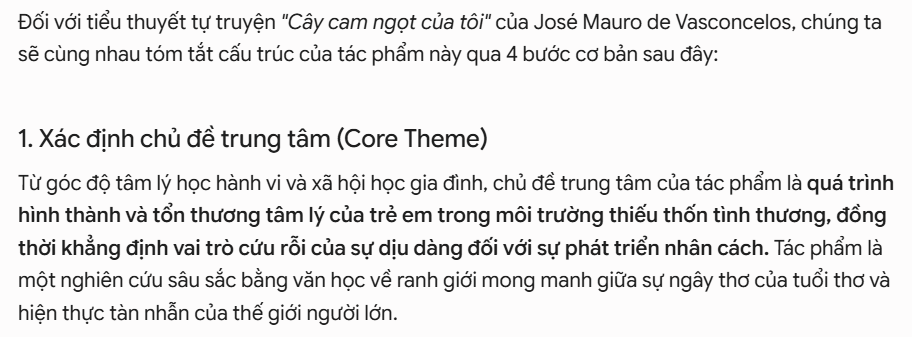 Đối với tiểu thuyết tự truyện "Cây cam ngọt của tôi" của José Mauro de Vasconcelos, chúng ta
sẽ cùng nhau tóm tắt cấu trúc của tác phẩm này qua 4 bước cơ bản sau đây:
1. Xác định chủ đề trung tâm (Core Theme)
Từ góc độ tâm lý học hành vi và xã hội học gia đình, chủ đề trung tâm của tác phẩm là quá trình
hình thành và tổn thương tâm lý của trẻ em trong môi trường thiếu thốn tình thương, đồng
thời khẳng định vai trò cứu rỗi của sự dịu dàng đối với sự phát triển nhân cách. Tác phẩm là
một nghiên cứu sâu sắc bằng văn học về ranh giới mong manh giữa sự ngây thơ của tuổi thơ và
hiện thực tàn nhẫn của thế giới người lớn.